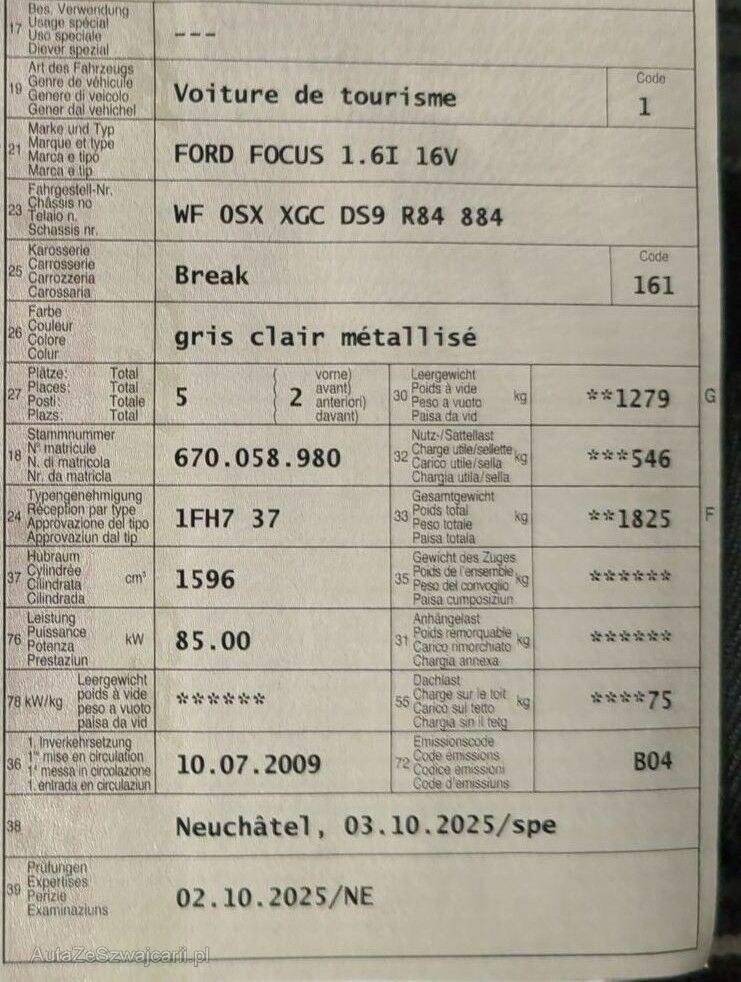 Bes. Verwendung
17 Usage spécial
Uso speciale
Diever spezial
---
Art des Fahrzeugs
19 Genre de véhicule
Genere di veicolo
Gener dal vehichel
Voiture de tourisme
Code
1
Marke und Typ
21 Marque et type
Marca e tipo
Marca e tip
FORD FOCUS 1.6I 16V
Fahrgestell-Nr.
23 Châssis no
Telaio n.
Schassis nr.
WF 0SX XGC DS9 R84 884
Karosserie
25 Carrosserie
Carrozzeria
Carossaria
Break
Code
161
Farbe
26 Couleur
Colore
Colur
gris clair métallisé
Plätze: Total
27 Places: Total
Posti: Totale
Plazs: Total
5
( vorne)
2 avant)
anteriori)
( davant)
Leergewicht
30 Poids à vide kg
Peso a vuoto
Paisa da vid
**1279
G
Stammnummer
18 N° matricule
N. di matricola
Nr. da matricla
670.058.980
Nutz-/Sattellast
32 Charge utile/sellette kg
Carico utile/sella
Chargia utila/sella
***546
Typengenehmigung
24 Réception par type
Approvazione del tipo
Approvaziun dal tip
1FH7 37
Gesamtgewicht
33 Poids total kg
Peso totale
Paisa totala
**1825
F
Hubraum
37 Cylindrée cm³
Cilindrata
Cilindrada
1596
Gewicht des Zuges
35 Poids de l'ensemble kg
Peso del convoglio
Paisa cumposiziun
******
Leistung
76 Puissance kW
Potenza
Prestaziun
85.00
Anhängelast
31 Poids remorquable kg
Carico rimorchiato
Chargia annexa
******
Leergewicht
78 kW/kg poids à vide
peso a vuoto
paisa da vid
******
Dachlast
55 Charge sur le toit kg
Carico sul tetto
Chargia sin il tetg
****75
1. Inverkehrsetzung
36 1re mise en circulation
1a messa in circolazione
1. entrada en circulaziun
10.07.2009
Emissionscode
72 Code émissions
Codice emissioni
Code d'emissiuns
B04
38
Neuchâtel, 03.10.2025/spe
Prüfungen
39 Expertises
Perizie
Examinaziuns
02.10.2025/NE
AutaZeSzwajcarii.pl